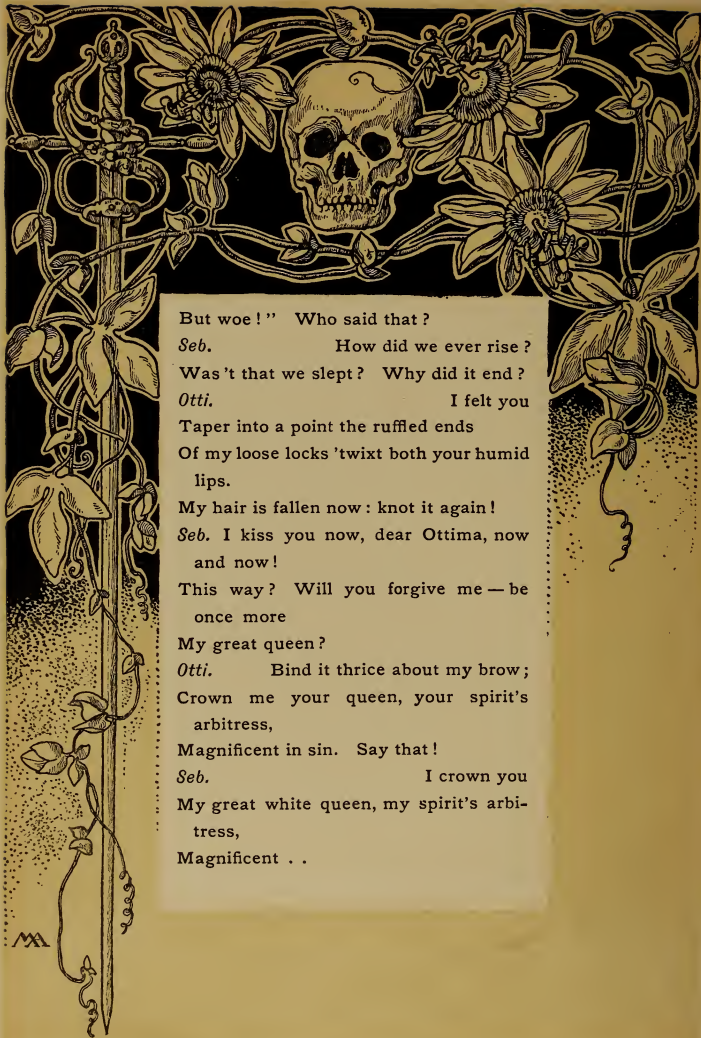 But woe!" Who said that?
Seb. How did we ever rise?
Was't that we slept? Why did it end?
Otti. I felt you
Taper into a point the ruffled ends
Of my loose locks 'twixt both your humid
lips.
My hair is fallen now: knot it again!
Seb. I kiss you now, dear Ottima, now
and now!
This way? Will you forgive me — be
once more
My great queen?
Otti. Bind it thrice about my brow;
Crown me your queen, your spirit's
arbitress,
Magnificent in sin. Say that!
Seb. I crown you
My great white queen, my spirit's arbi-
tress,
Magnificent . .